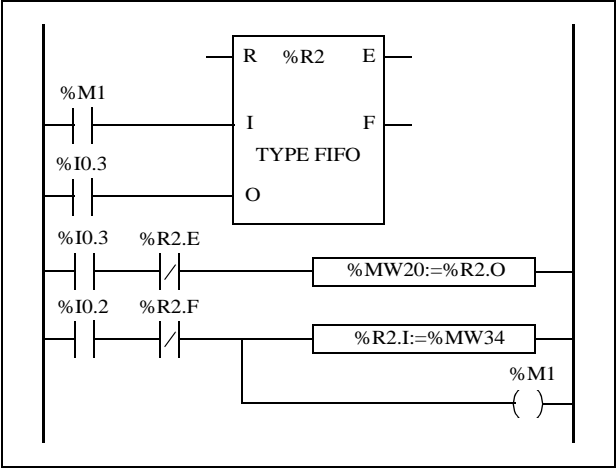 R %R2 E
%M1
I F
TYPE FIFO
%I0.3
O
%I0.3 %R2.E
%MW20:=%R2.O
%I0.2 %R2.F
%R2.I:=%MW34
%M1